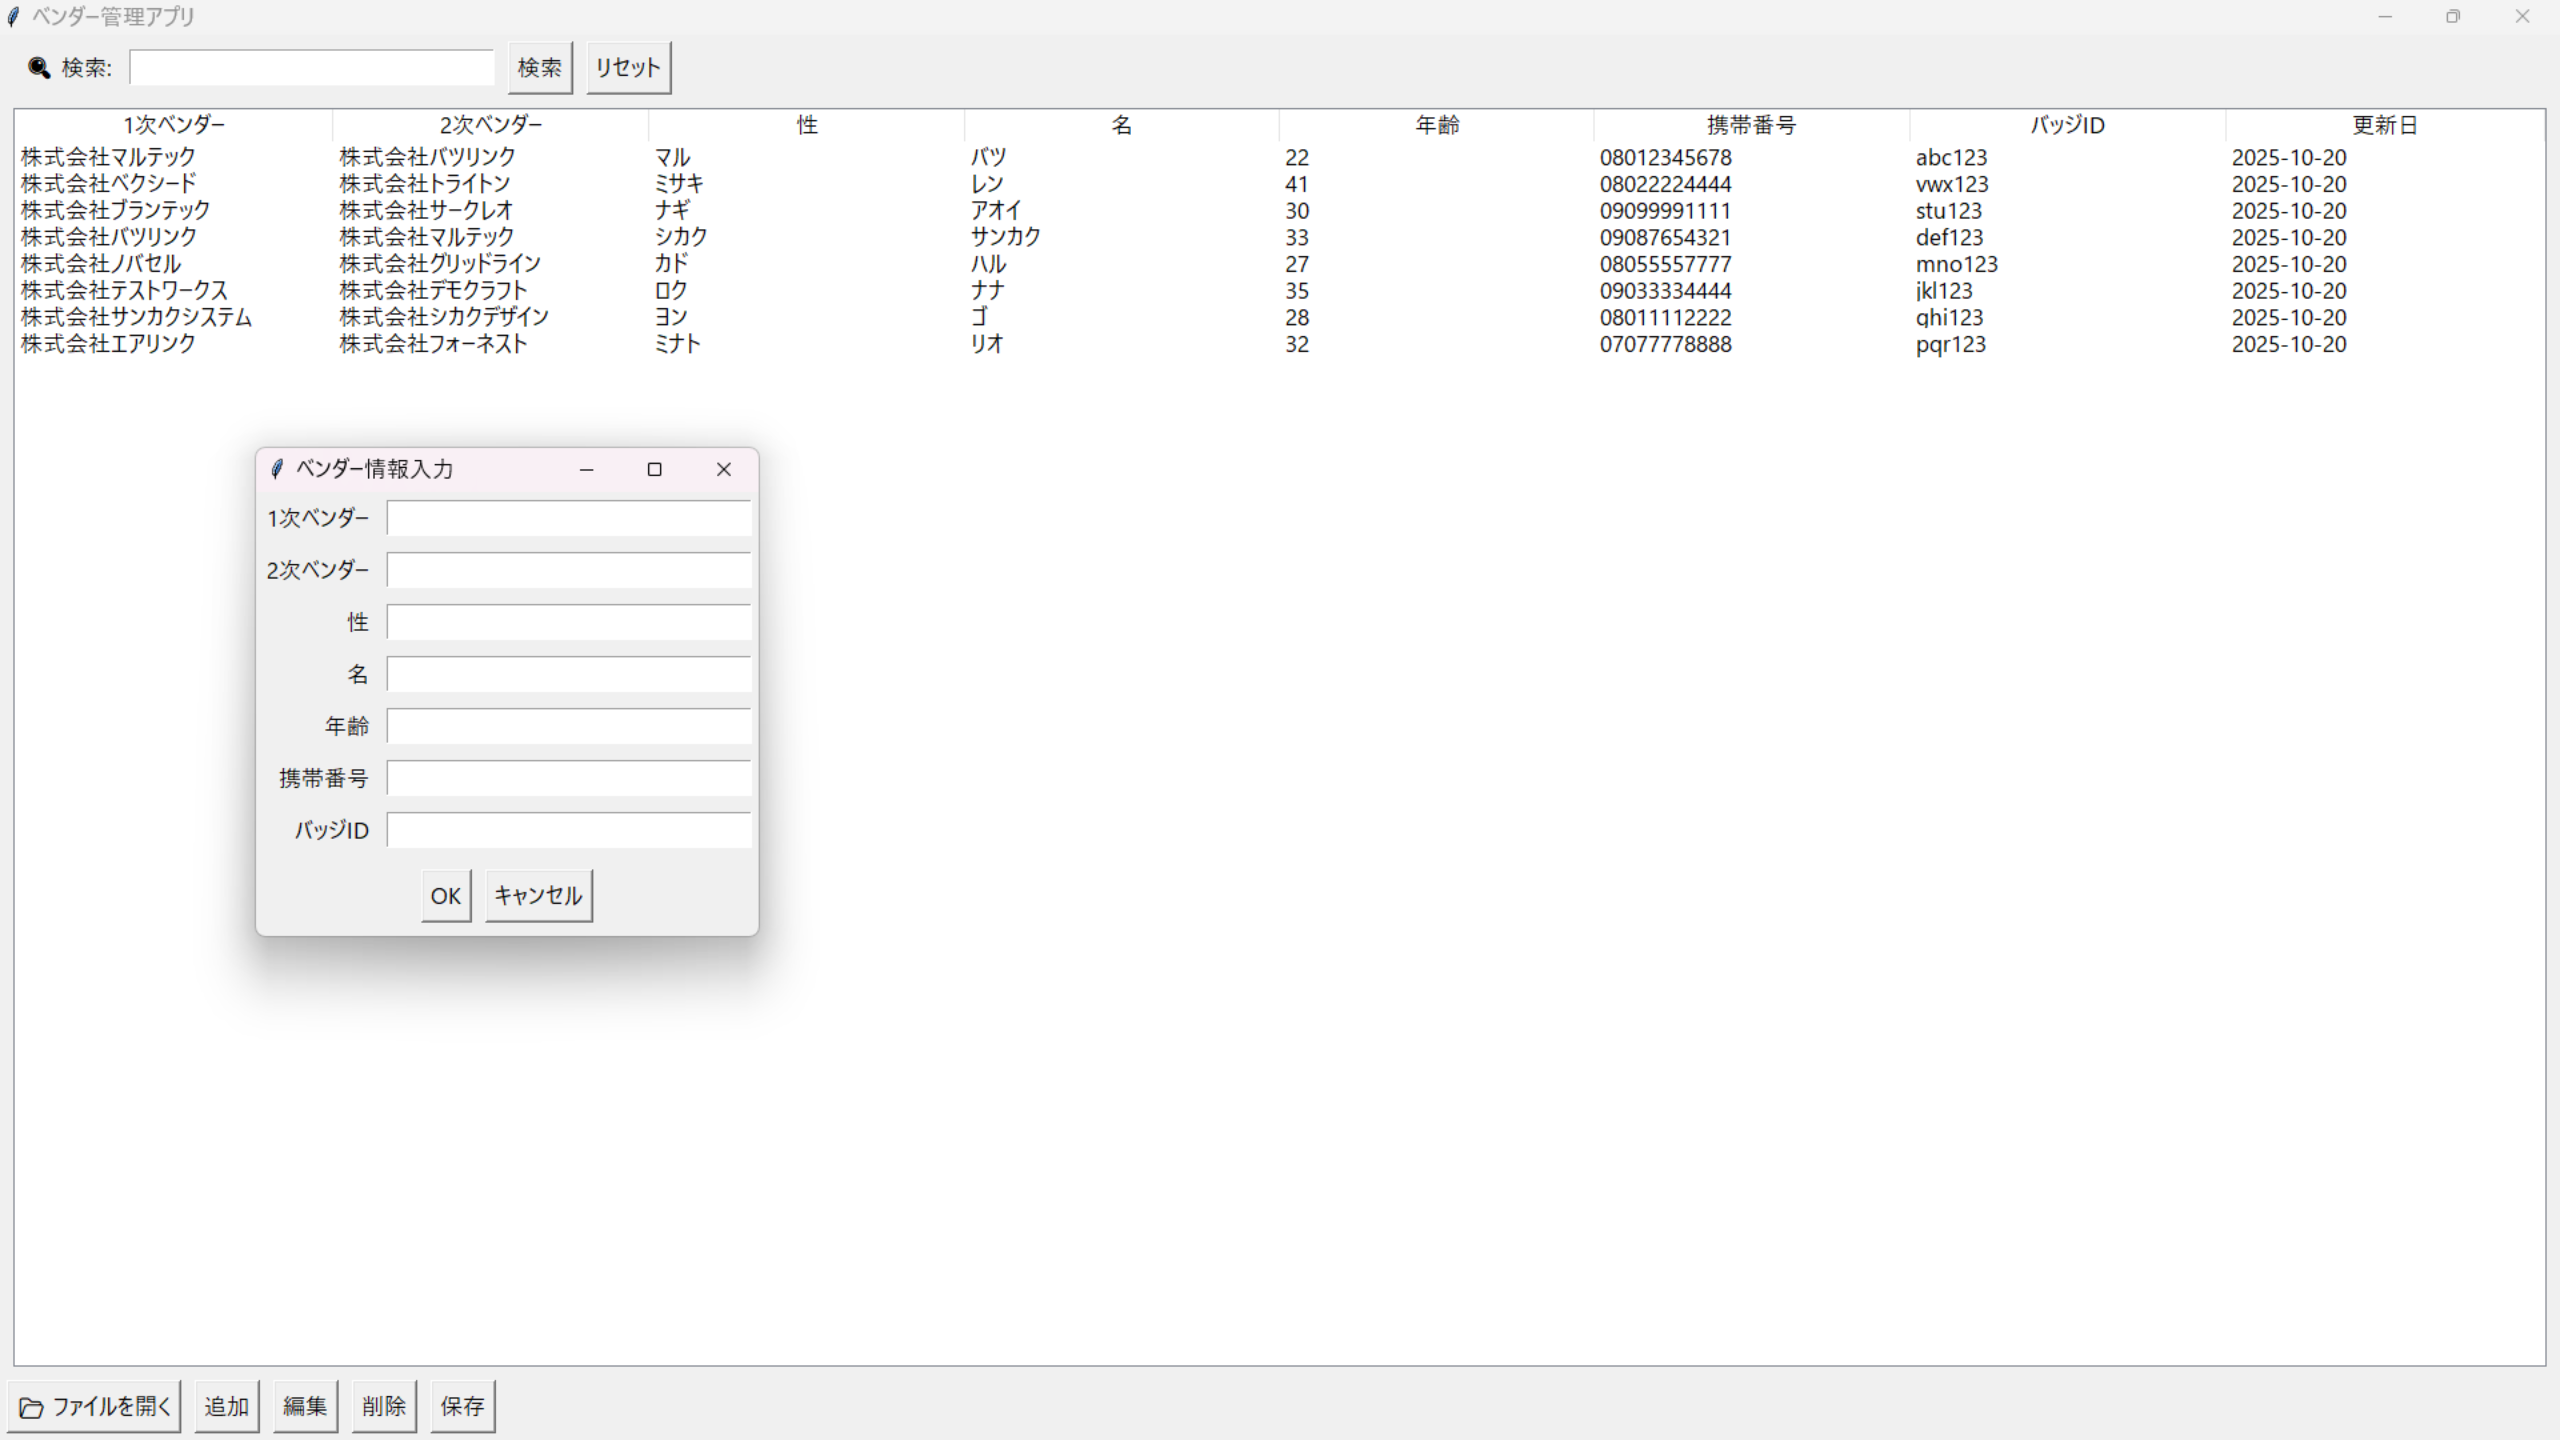 ベンダー管理アプリ
検索: 検索 リセット
1次ベンダー 2次ベンダー 性 名 年齢 携帯番号 バッジID 更新日
株式会社マルテック 株式会社バツリンク マル バツ 22 08012345678 abc123 2025-10-20
株式会社ベクシード 株式会社トライトン ミサキ レン 41 08022224444 vwx123 2025-10-20
株式会社ブランテック 株式会社サークレオ ナギ アオイ 30 09099991111 stu123 2025-10-20
株式会社バツリンク 株式会社マルテック シカク サンカク 33 09087654321 def123 2025-10-20
株式会社ノバセル 株式会社グリッドライン カド ハル 27 08055557777 mno123 2025-10-20
株式会社テストワークス 株式会社デモクラフト ロク ナナ 35 09033334444 jkl123 2025-10-20
株式会社サンカクシステム 株式会社シカクデザイン ヨン ゴ 28 08011112222 ghi123 2025-10-20
株式会社エアリンク 株式会社フォーネスト ミナト リオ 32 07077778888 pqr123 2025-10-20
ベンダー情報入力
1次ベンダー
2次ベンダー
性
名
年齢
携帯番号
バッジID
OK キャンセル
ファイルを開く 追加 編集 削除 保存